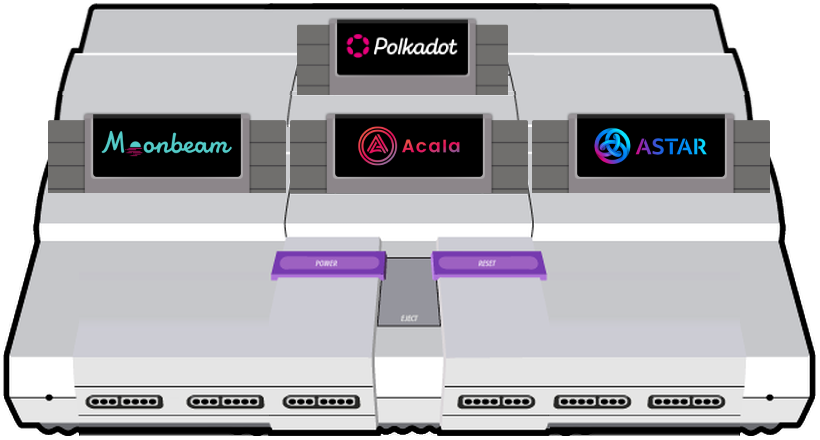 Polkadot
Moonbeam
Acala
ASTAR
POWER
RESET
EJECT